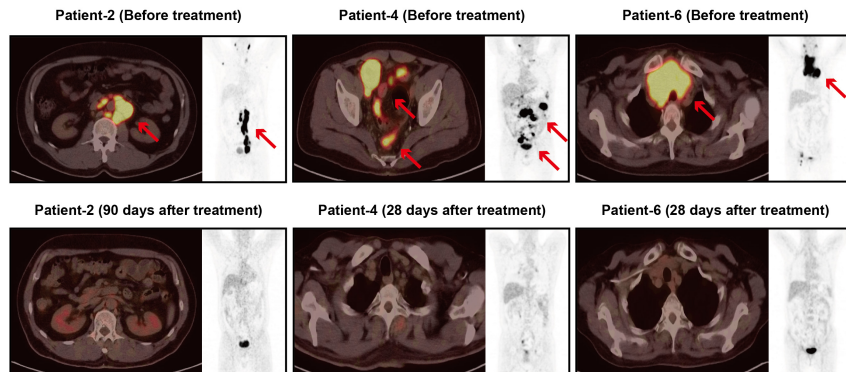 Patient-2 (Before treatment)
Patient-4 (Before treatment)
Patient-6 (Before treatment)
Patient-2 (90 days after treatment)
Patient-4 (28 days after treatment)
Patient-6 (28 days after treatment)